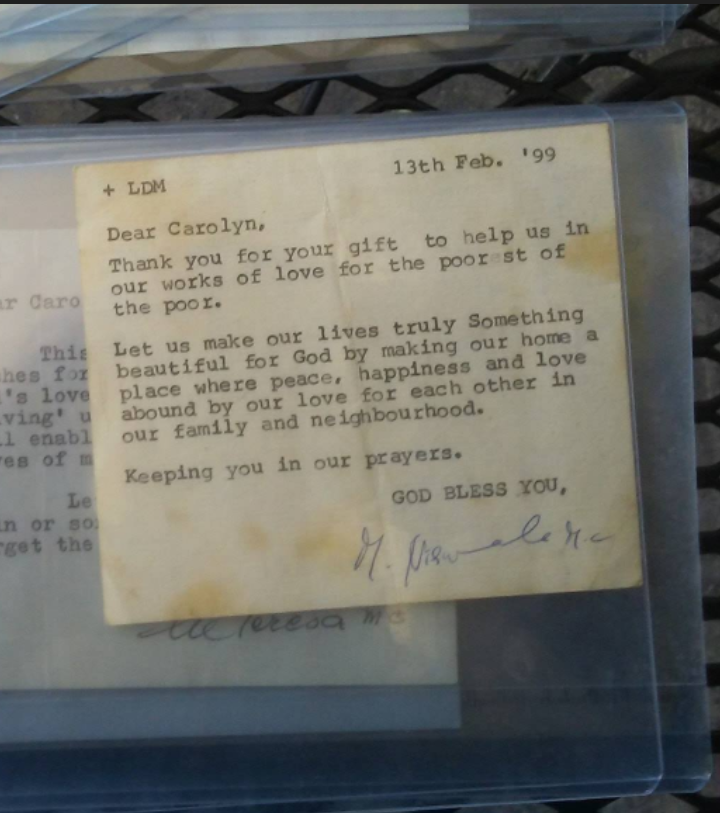 + LDM
13th Feb. '99
Dear Carolyn,
Thank you for your gift to help us in
our works of love for the poorest of
the poor.
Let us make our lives truly Something
beautiful for God by making our home a
place where peace, happiness and love
abound by our love for each other in
our family and neighbourhood.
Keeping you in our prayers.
GOD BLESS YOU,
M. Nirmala M.C
ar Caro
This
hes for
's love
ving' u
ll enabl
ves of m
Le
in or so
rget the
Teresa mc